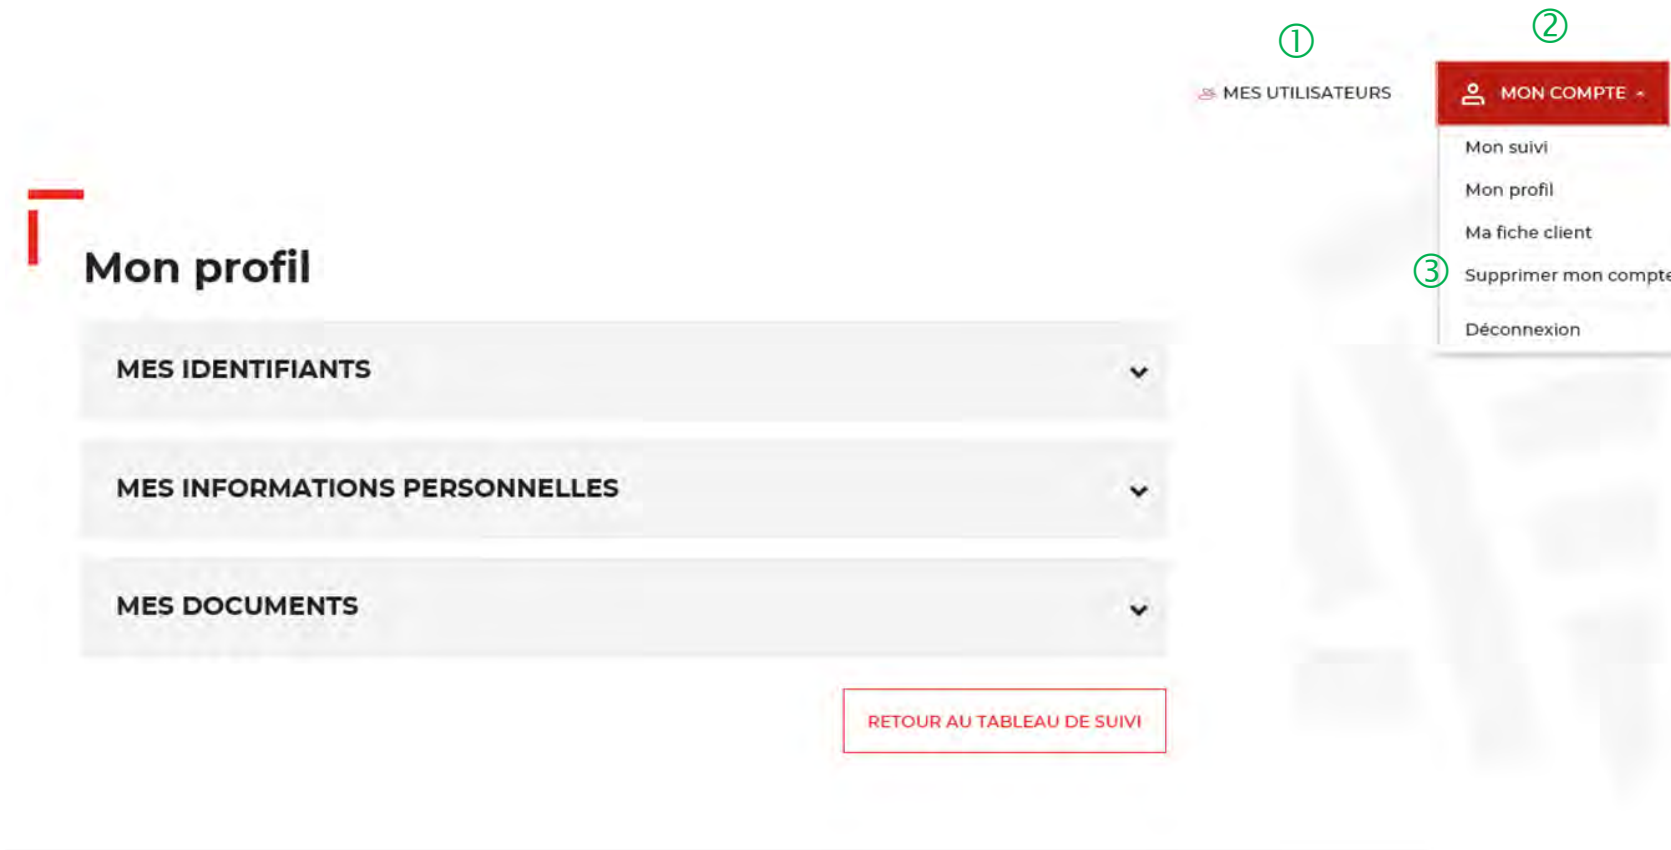 ①
②
MES UTILISATEURS
MON COMPTE
Mon suivi
Mon profil
Ma fiche client
③ Supprimer mon compte
Déconnexion
Mon profil
MES IDENTIFIANTS
MES INFORMATIONS PERSONNELLES
MES DOCUMENTS
RETOUR AU TABLEAU DE SUIVI